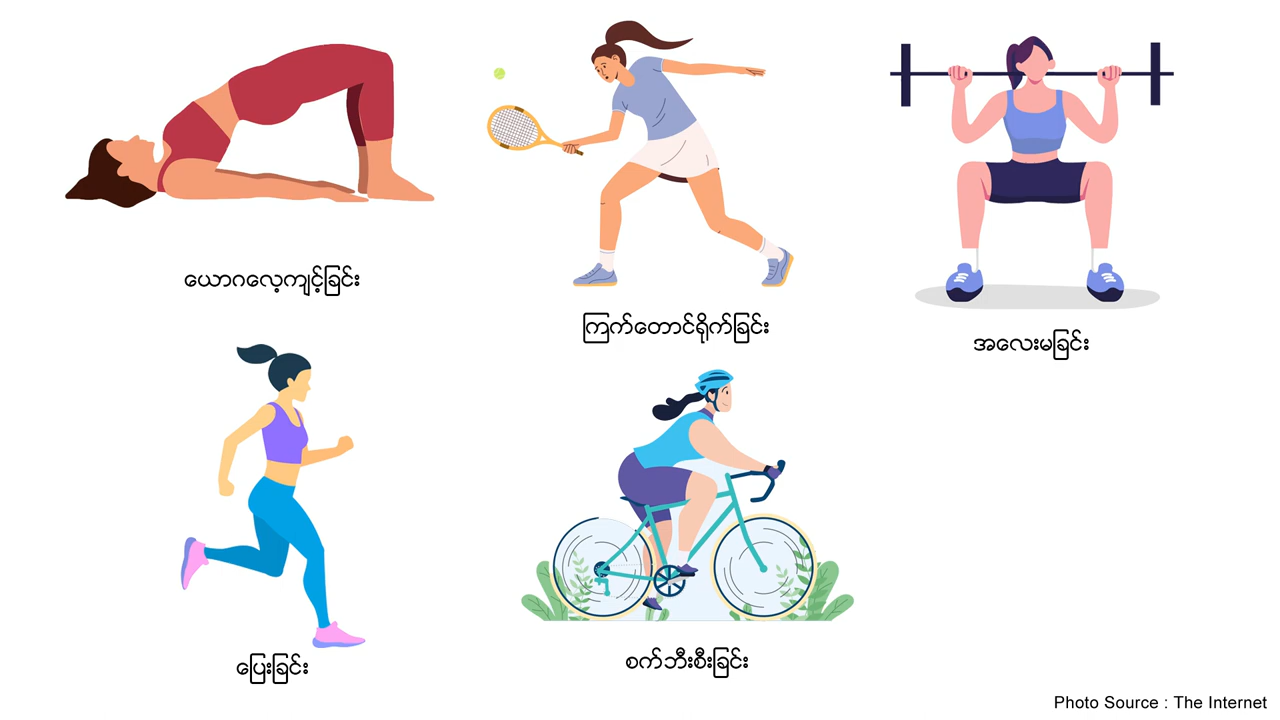 ယောဂလေ့ကျင့်ခြင်း
ကြက်တောင်ရိုက်ခြင်း
အလေးမခြင်း
ပြေးခြင်း
စက်ဘီးစီးခြင်း
Photo Source : The Internet